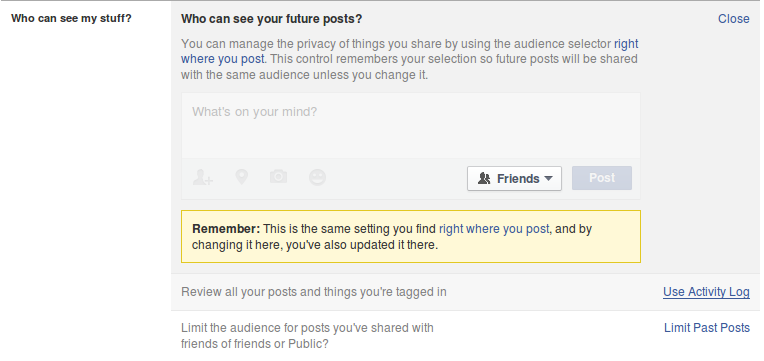 Who can see my stuff?
Who can see your future posts?
Close
You can manage the privacy of things you share by using the audience selector right
where you post. This control remembers your selection so future posts will be shared
with the same audience unless you change it.
What's on your mind?
Friends
Post
Remember: This is the same setting you find right where you post, and by
changing it here, you've also updated it there.
Review all your posts and things you're tagged in
Use Activity Log
Limit the audience for posts you've shared with
friends of friends or Public?
Limit Past Posts